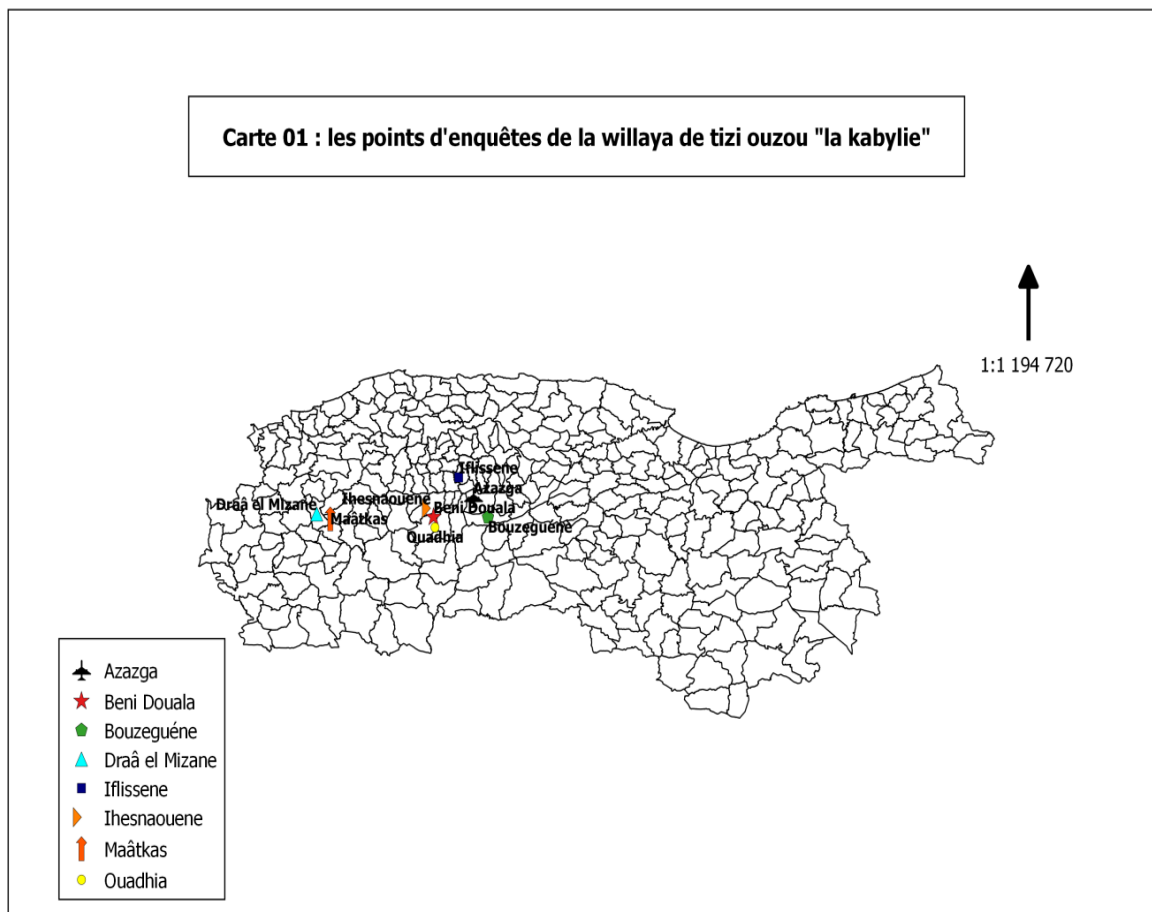 Carte 01 : les points d'enquêtes de la willaya de tizi ouzou "la kabylie"
1:1 194 720
Iflissene
Azazga
Ihesnaouene
Beni Douala
Draâ el Mizane
Maâtkas
Bouzeguéne
Ouadhia
Azazga
Beni Douala
Bouzeguéne
Draâ el Mizane
Iflissene
Ihesnaouene
Maâtkas
Ouadhia